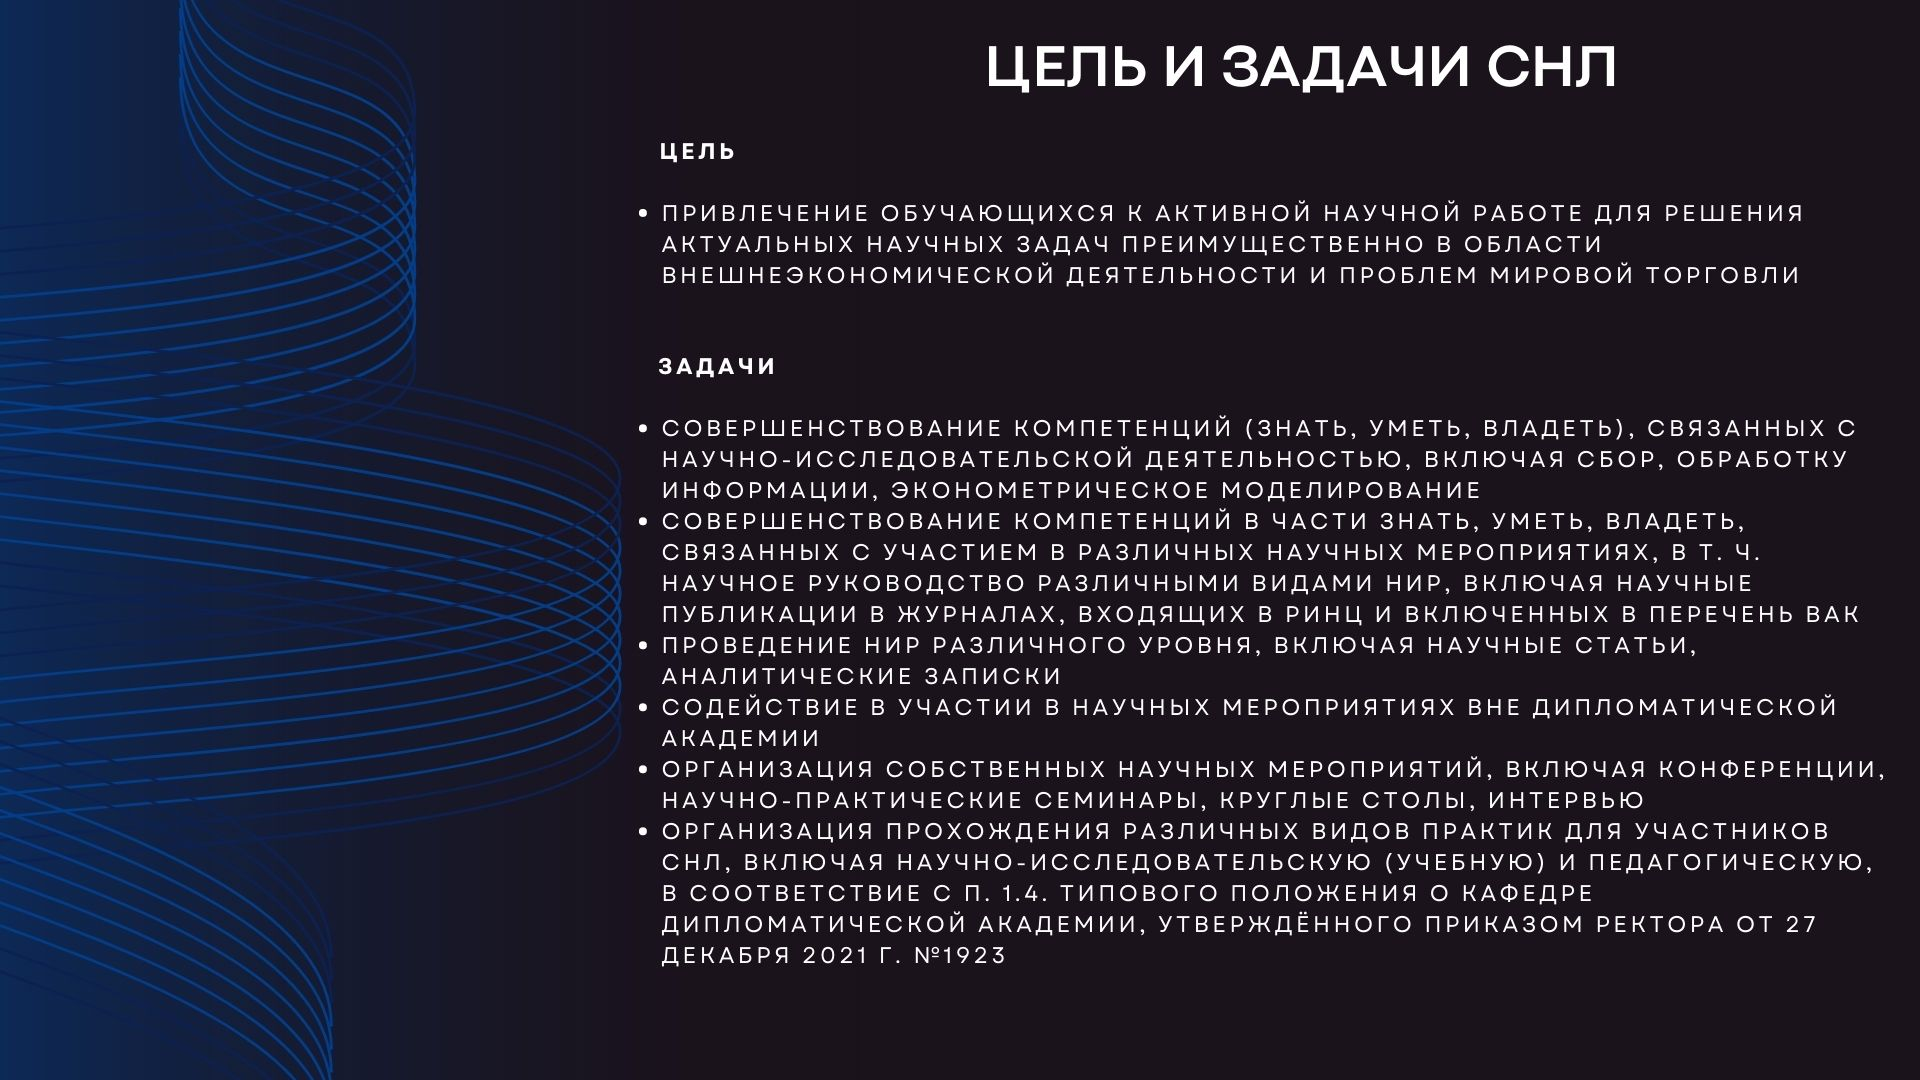 ЦЕЛЬ И ЗАДАЧИ СНЛ
ЦЕЛЬ
• ПРИВЛЕЧЕНИЕ ОБУЧАЮЩИХСЯ К АКТИВНОЙ НАУЧНОЙ РАБОТЕ ДЛЯ РЕШЕНИЯ
АКТУАЛЬНЫХ НАУЧНЫХ ЗАДАЧ ПРЕИМУЩЕСТВЕННО В ОБЛАСТИ
ВНЕШНЕЭКОНОМИЧЕСКОЙ ДЕЯТЕЛЬНОСТИ И ПРОБЛЕМ МИРОВОЙ ТОРГОВЛИ
ЗАДАЧИ
• СОВЕРШЕНСТВОВАНИЕ КОМПЕТЕНЦИЙ (ЗНАТЬ, УМЕТЬ, ВЛАДЕТЬ), СВЯЗАННЫХ С
НАУЧНО-ИССЛЕДОВАТЕЛЬСКОЙ ДЕЯТЕЛЬНОСТЬЮ, ВКЛЮЧАЯ СБОР, ОБРАБОТКУ
ИНФОРМАЦИИ, ЭКОНОМЕТРИЧЕСКОЕ МОДЕЛИРОВАНИЕ
• СОВЕРШЕНСТВОВАНИЕ КОМПЕТЕНЦИЙ В ЧАСТИ ЗНАТЬ, УМЕТЬ, ВЛАДЕТЬ,
СВЯЗАННЫХ С УЧАСТИЕМ В РАЗЛИЧНЫХ НАУЧНЫХ МЕРОПРИЯТИЯХ, В Т. Ч.
НАУЧНОЕ РУКОВОДСТВО РАЗЛИЧНЫМИ ВИДАМИ НИР, ВКЛЮЧАЯ НАУЧНЫЕ
ПУБЛИКАЦИИ В ЖУРНАЛАХ, ВХОДЯЩИХ В РИНЦ И ВКЛЮЧЕННЫХ В ПЕРЕЧЕНЬ ВАК
• ПРОВЕДЕНИЕ НИР РАЗЛИЧНОГО УРОВНЯ, ВКЛЮЧАЯ НАУЧНЫЕ СТАТЬИ,
АНАЛИТИЧЕСКИЕ ЗАПИСКИ
• СОДЕЙСТВИЕ В УЧАСТИИ В НАУЧНЫХ МЕРОПРИЯТИЯХ ВНЕ ДИПЛОМАТИЧЕСКОЙ
АКАДЕМИИ
• ОРГАНИЗАЦИЯ СОБСТВЕННЫХ НАУЧНЫХ МЕРОПРИЯТИЙ, ВКЛЮЧАЯ КОНФЕРЕНЦИИ,
НАУЧНО-ПРАКТИЧЕСКИЕ СЕМИНАРЫ, КРУГЛЫЕ СТОЛЫ, ИНТЕРВЬЮ
• ОРГАНИЗАЦИЯ ПРОХОЖДЕНИЯ РАЗЛИЧНЫХ ВИДОВ ПРАКТИК ДЛЯ УЧАСТНИКОВ
СНЛ, ВКЛЮЧАЯ НАУЧНО-ИССЛЕДОВАТЕЛЬСКУЮ (УЧЕБНУЮ) И ПЕДАГОГИЧЕСКУЮ,
В СООТВЕТСТВИЕ С П. 1.4. ТИПОВОГО ПОЛОЖЕНИЯ О КАФЕДРЕ
ДИПЛОМАТИЧЕСКОЙ АКАДЕМИИ, УТВЕРЖДЁННОГО ПРИКАЗОМ РЕКТОРА ОТ 27
ДЕКАБРЯ 2021 Г. №1923